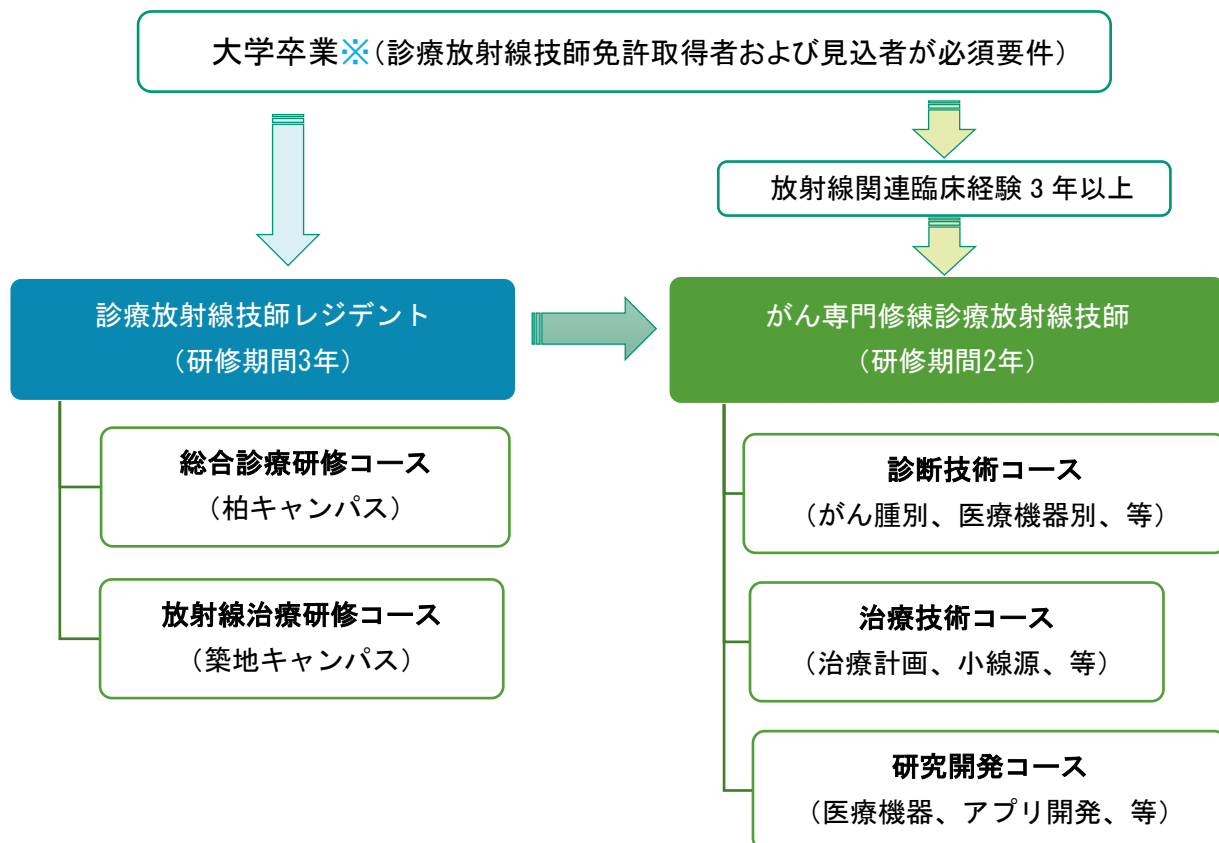 大学卒業※（診療放射線技師免許取得者および見込者が必須要件）
放射線関連臨床経験３年以上
診療放射線技師レジデント
（研修期間3年）
がん専門修練診療放射線技師
（研修期間2年）
総合診療研修コース
（柏キャンパス）
放射線治療研修コース
（築地キャンパス）
診断技術コース
（がん腫別、医療機器別、等）
治療技術コース
（治療計画、小線源、等）
研究開発コース
（医療機器、アプリ開発、等）